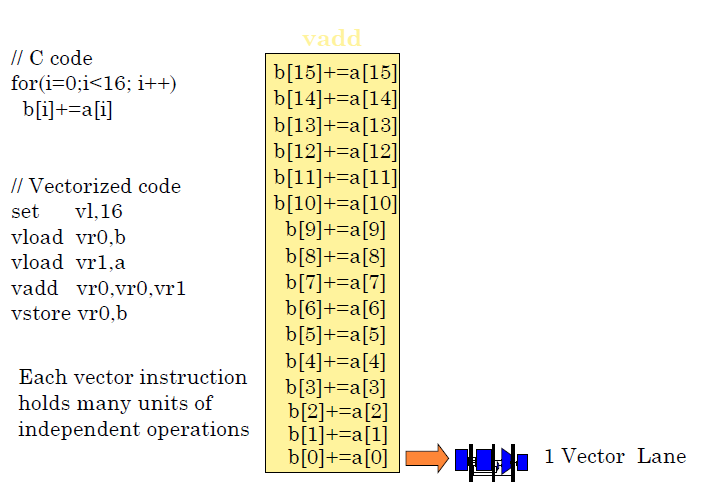 // C code
for(i=0;i<16; i++)
b[i]+=a[i]
// Vectorized code
set vl,16
vload vr0,b
vload vr1,a
vadd vr0,vr0,vr1
vstore vr0,b
Each vector instruction
holds many units of
independent operations
vadd
b[15]+=a[15]
b[14]+=a[14]
b[13]+=a[13]
b[12]+=a[12]
b[11]+=a[11]
b[10]+=a[10]
b[9]+=a[9]
b[8]+=a[8]
b[7]+=a[7]
b[6]+=a[6]
b[5]+=a[5]
b[4]+=a[4]
b[3]+=a[3]
b[2]+=a[2]
b[1]+=a[1]
b[0]+=a[0]
1 Vector Lane